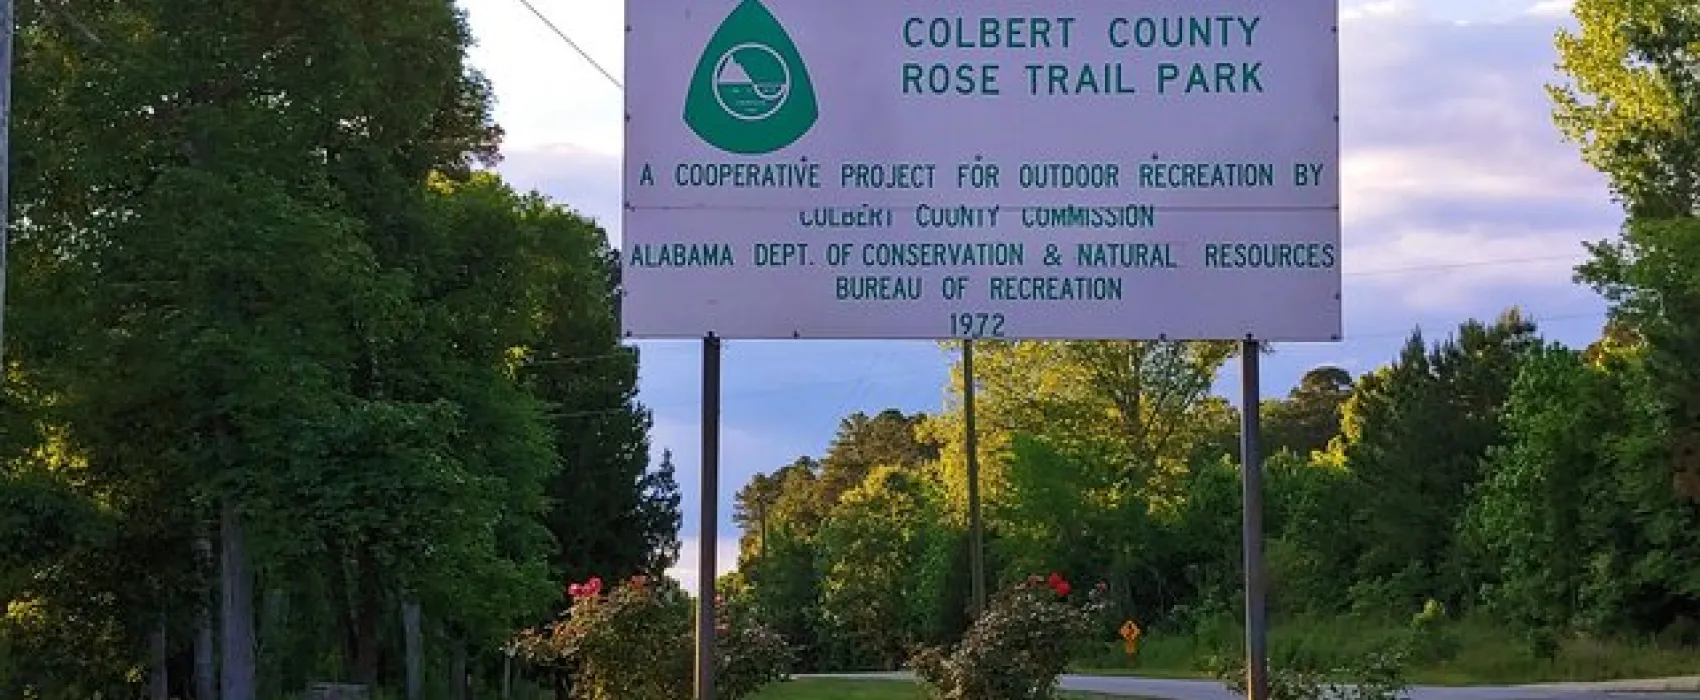 COLBERT COUNTY
ROSE TRAIL PARK
A COOPERATIVE PROJECT FOR OUTDOOR RECREATION BY
COLBERT COUNTY COMMISSION
ALABAMA DEPT. OF CONSERVATION & NATURAL RESOURCES
BUREAU OF RECREATION
1972